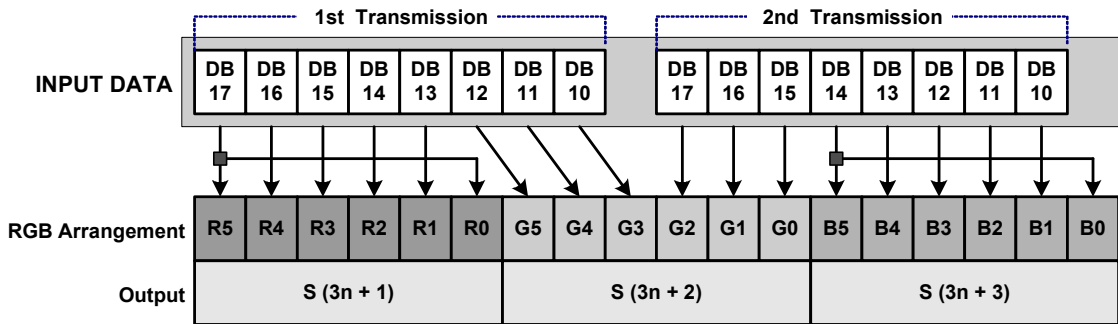 1st Transmission 2nd Transmission
INPUT DATA DB 17 DB 16 DB 15 DB 14 DB 13 DB 12 DB 11 DB 10 DB 17 DB 16 DB 15 DB 14 DB 13 DB 12 DB 11 DB 10
RGB Arrangement R5 R4 R3 R2 R1 R0 G5 G4 G3 G2 G1 G0 B5 B4 B3 B2 B1 B0
Output S (3n + 1) S (3n + 2) S (3n + 3)